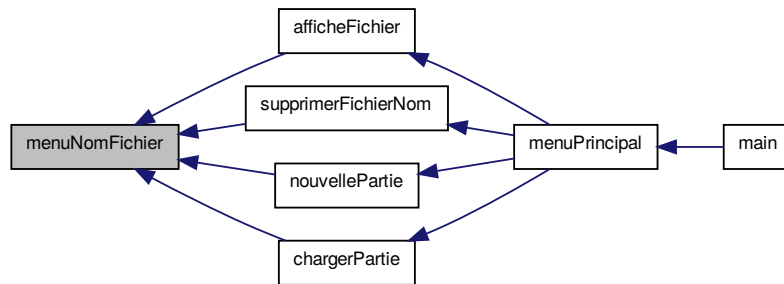 afficheFichier
supprimerFichierNom
menuNomFichier
menuPrincipal
main
nouvellePartie
chargerPartie